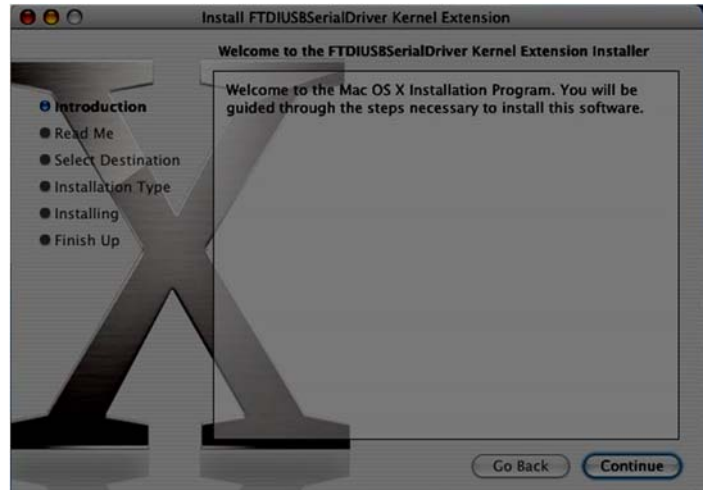 Install FTDIUSBSerialDriver Kernel Extension
Welcome to the FTDIUSBSerialDriver Kernel Extension Installer
Introduction
Read Me
Select Destination
Installation Type
Installing
Finish Up
Welcome to the Mac OS X Installation Program. You will be
guided through the steps necessary to install this software.
Go Back
Continue